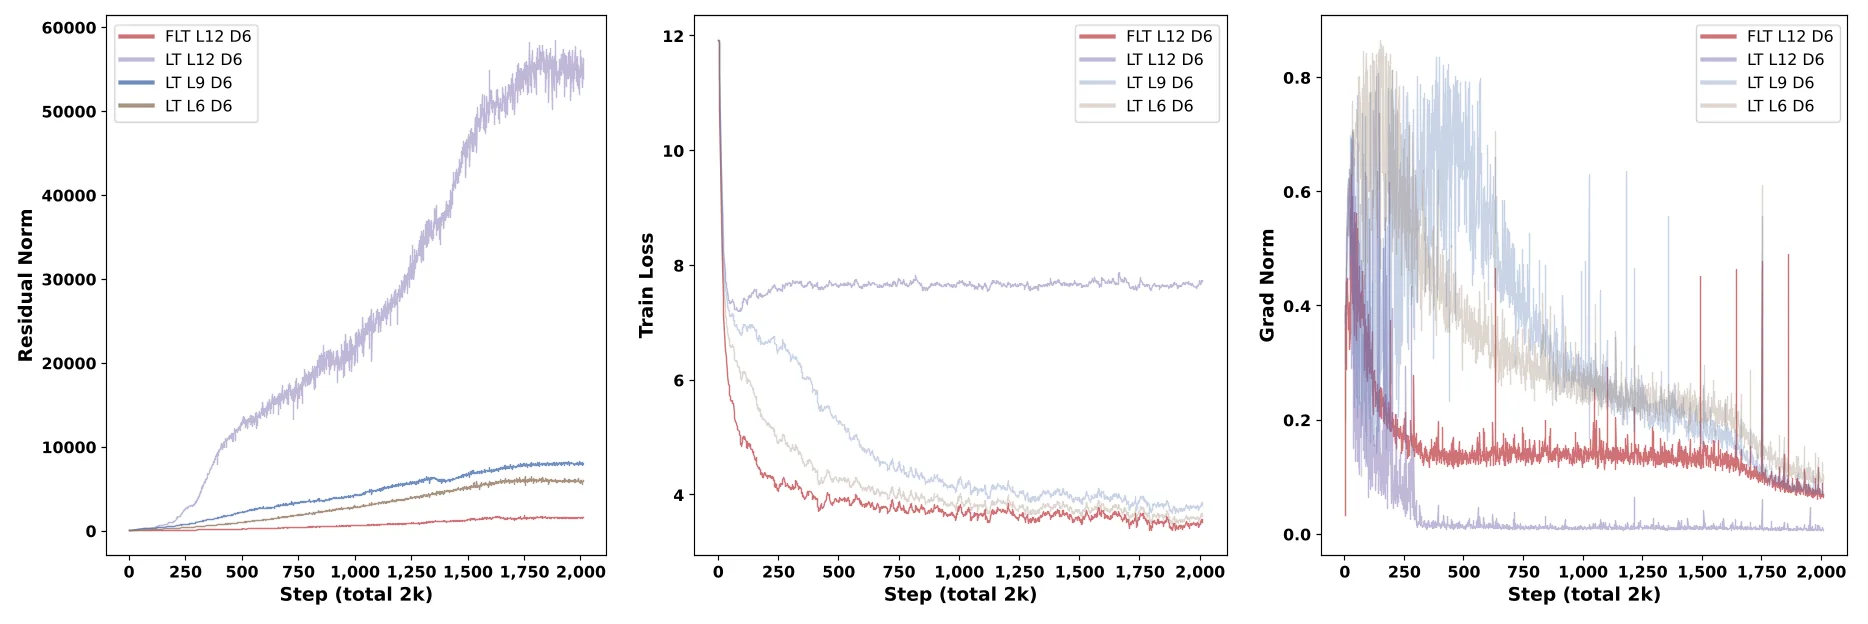 Residual Norm
60000
50000
40000
30000
20000
10000
0
FLT L12 D6
LT L12 D6
LT L9 D6
LT L6 D6
0 250 500 750 1,000 1,250 1,500 1,750 2,000
Step (total 2k)
Train Loss
12
10
8
6
4
FLT L12 D6
LT L12 D6
LT L9 D6
LT L6 D6
0 250 500 750 1,000 1,250 1,500 1,750 2,000
Step (total 2k)
Grad Norm
0.8
0.6
0.4
0.2
0.0
FLT L12 D6
LT L12 D6
LT L9 D6
LT L6 D6
0 250 500 750 1,000 1,250 1,500 1,750 2,000
Step (total 2k)